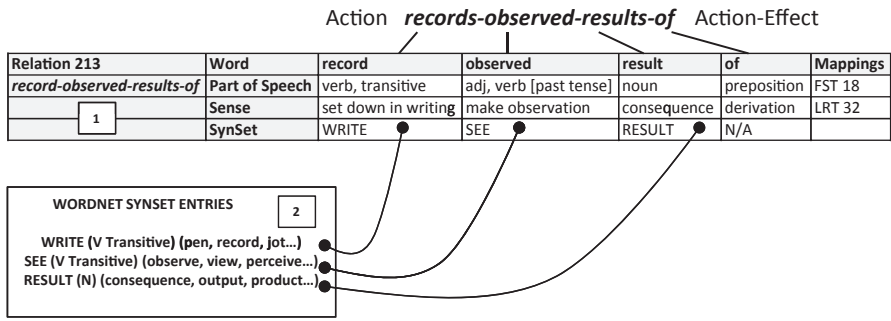 Action records-observed-results-of Action-Effect
Relation 213 Word record observed result of Mappings
record-observed-results-of Part of Speech verb, transitive adj, verb [past tense] noun preposition FST 18
1 Sense set down in writing make observation consequence derivation LRT 32
SynSet WRITE SEE RESULT N/A
WORDNET SYNSET ENTRIES 2
WRITE (V Transitive) (pen, record, jot...)
SEE (V Transitive) (observe, view, perceive...)
RESULT (N) (consequence, output, product...)